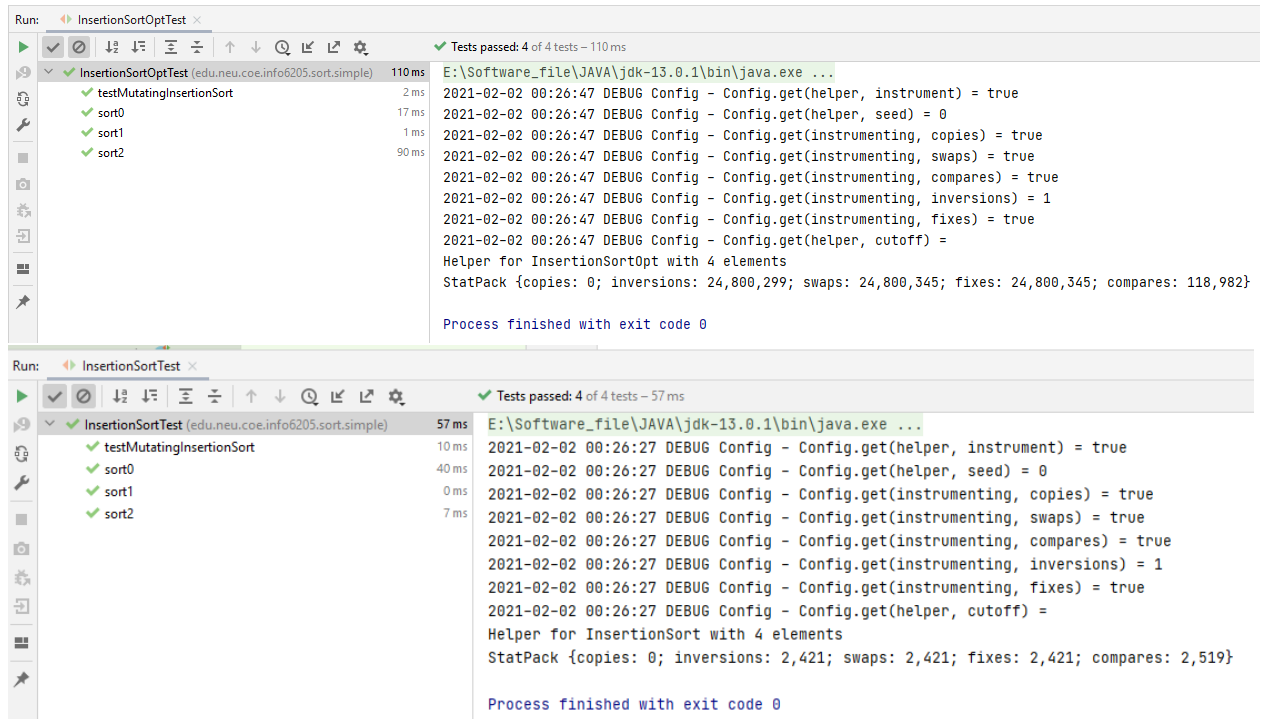 Run: InsertionSortOptTest ×
Tests passed: 4 of 4 tests – 110 ms
InsertionSortOptTest (edu.neu.coe.info6205.sort.simple) 110 ms
testMutatingInsertionSort 2 ms
sort0 17 ms
sort1 1 ms
sort2 90 ms
E:\Software_file\JAVA\jdk-13.0.1\bin\java.exe ...
2021-02-02 00:26:47 DEBUG Config - Config.get(helper, instrument) = true
2021-02-02 00:26:47 DEBUG Config - Config.get(helper, seed) = 0
2021-02-02 00:26:47 DEBUG Config - Config.get(instrumenting, copies) = true
2021-02-02 00:26:47 DEBUG Config - Config.get(instrumenting, swaps) = true
2021-02-02 00:26:47 DEBUG Config - Config.get(instrumenting, compares) = true
2021-02-02 00:26:47 DEBUG Config - Config.get(instrumenting, inversions) = 1
2021-02-02 00:26:47 DEBUG Config - Config.get(instrumenting, fixes) = true
2021-02-02 00:26:47 DEBUG Config - Config.get(helper, cutoff) =
Helper for InsertionSortOpt with 4 elements
StatPack {copies: 0; inversions: 24,800,299; swaps: 24,800,345; fixes: 24,800,345; compares: 118,982}
Process finished with exit code 0
Run: InsertionSortTest ×
Tests passed: 4 of 4 tests – 57 ms
InsertionSortTest (edu.neu.coe.info6205.sort.simple) 57 ms
testMutatingInsertionSort 10 ms
sort0 40 ms
sort1 0 ms
sort2 7 ms
E:\Software_file\JAVA\jdk-13.0.1\bin\java.exe ...
2021-02-02 00:26:27 DEBUG Config - Config.get(helper, instrument) = true
2021-02-02 00:26:27 DEBUG Config - Config.get(helper, seed) = 0
2021-02-02 00:26:27 DEBUG Config - Config.get(instrumenting, copies) = true
2021-02-02 00:26:27 DEBUG Config - Config.get(instrumenting, swaps) = true
2021-02-02 00:26:27 DEBUG Config - Config.get(instrumenting, compares) = true
2021-02-02 00:26:27 DEBUG Config - Config.get(instrumenting, inversions) = 1
2021-02-02 00:26:27 DEBUG Config - Config.get(instrumenting, fixes) = true
2021-02-02 00:26:27 DEBUG Config - Config.get(helper, cutoff) =
Helper for InsertionSort with 4 elements
StatPack {copies: 0; inversions: 2,421; swaps: 2,421; fixes: 2,421; compares: 2,519}
Process finished with exit code 0